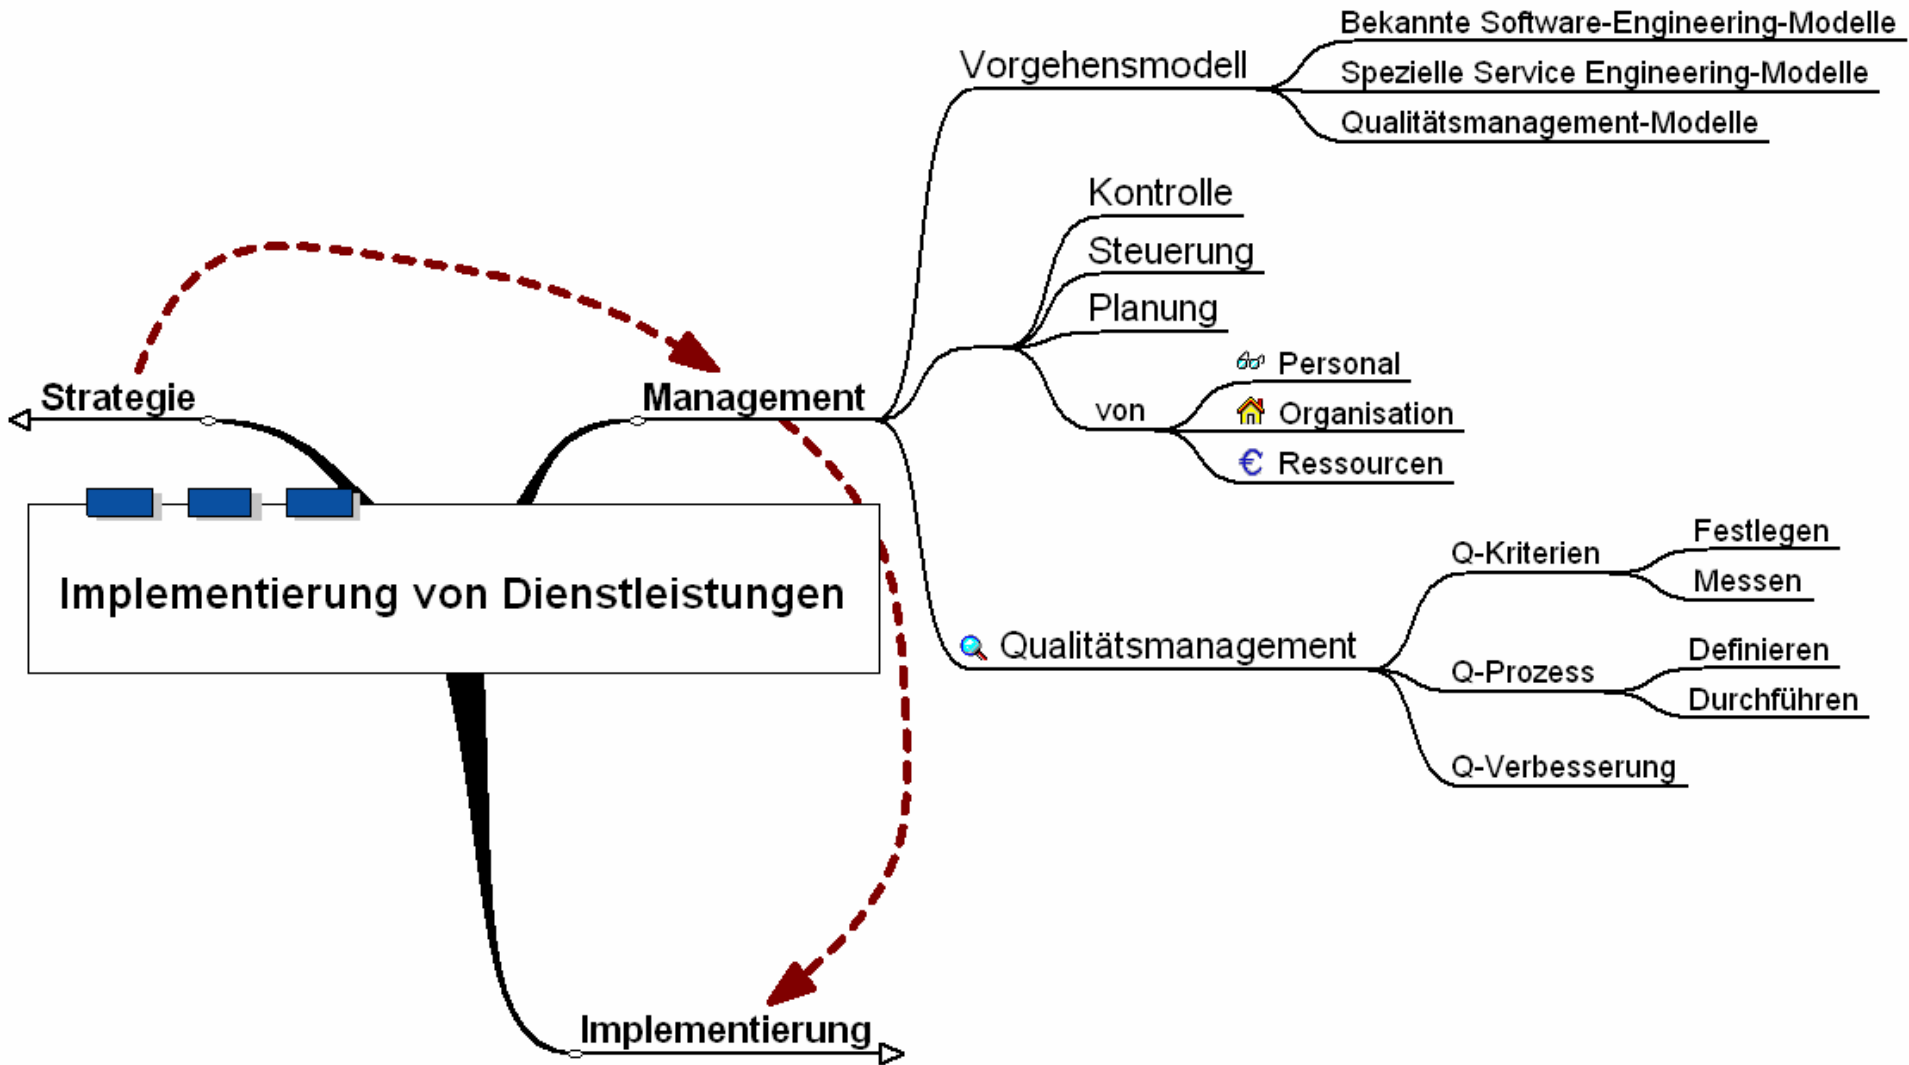 Bekannte Software-Engineering-Modelle
Vorgehensmodell
Spezielle Service Engineering-Modelle
Qualitätsmanagement-Modelle
Kontrolle
Steuerung
Planung
Personal
Strategie
Management
von
€ Organisation
Ressourcen
Festlegen
Q-Kriterien
Messen
Implementierung von Dienstleistungen
Qualitätsmanagement
Definieren
Q-Prozess
Durchführen
Q-Verbesserung
Implementierung